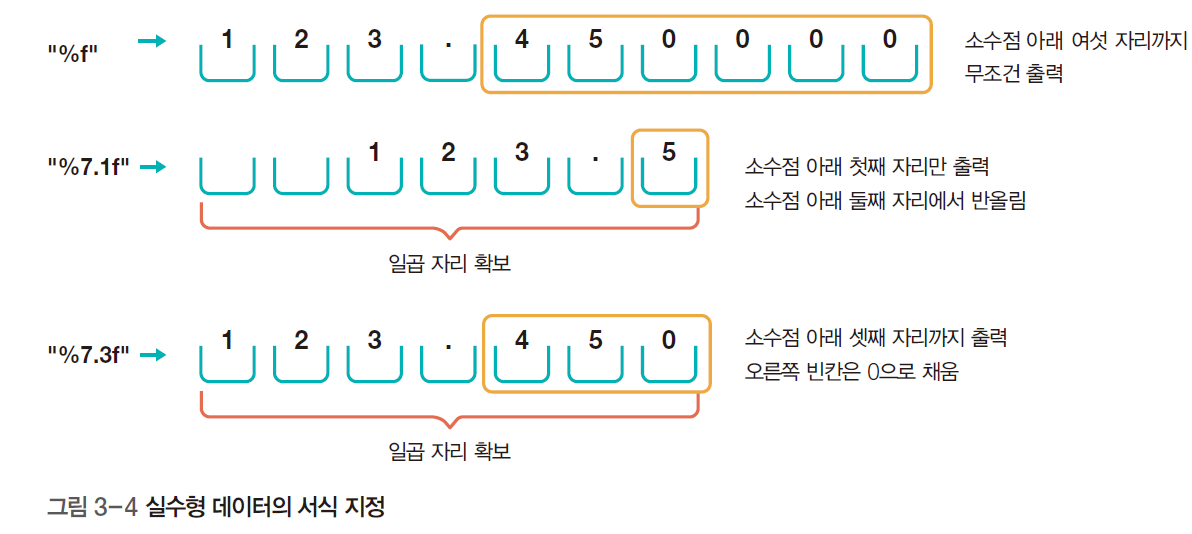 "%f" → 1 2 3 . 4 5 0 0 0 0
소수점 아래 여섯 자리까지
무조건 출력
"%7.1f" → 1 2 3 . 5
소수점 아래 첫째 자리만 출력
소수점 아래 둘째 자리에서 반올림
일곱 자리 확보
"%7.3f" → 1 2 3 . 4 5 0
소수점 아래 셋째 자리까지 출력
오른쪽 빈칸은 0으로 채움
일곱 자리 확보
그림 3-4 실수형 데이터의 서식 지정